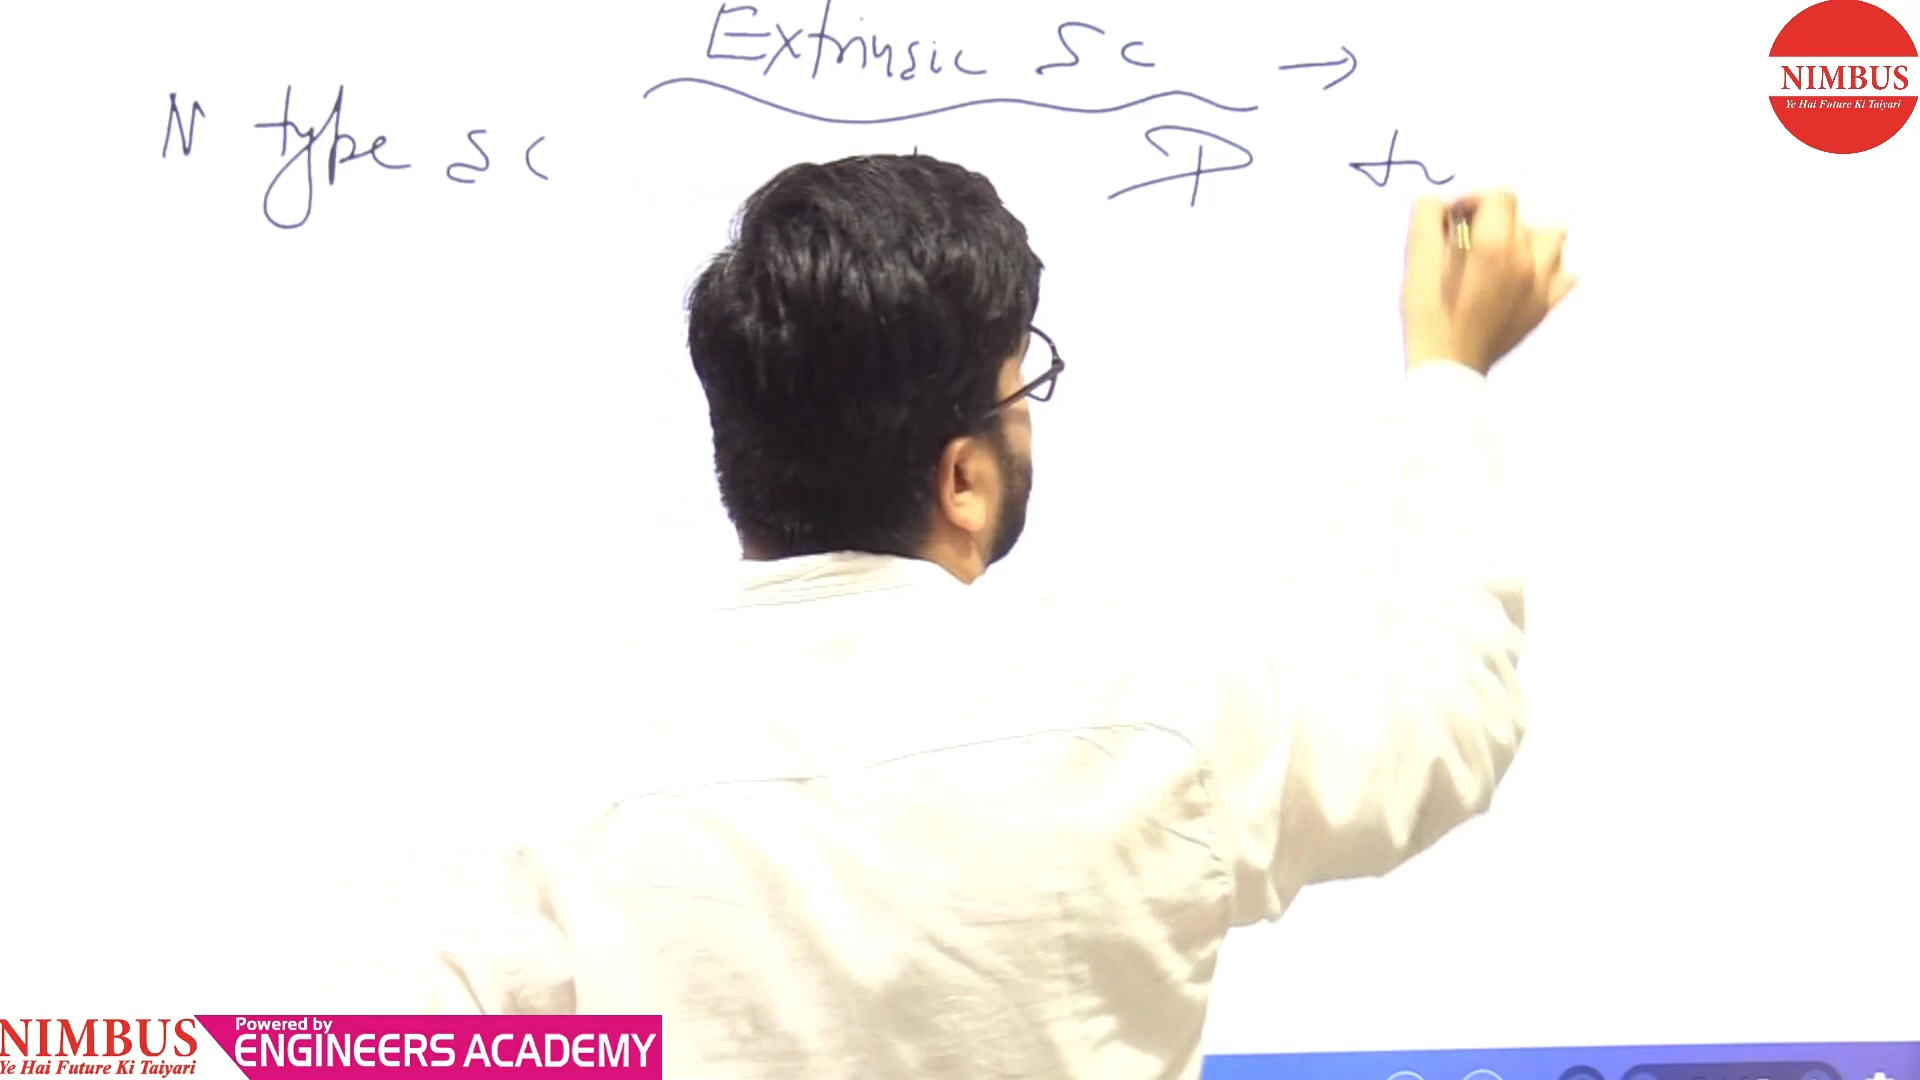 Extrinsic SC →
N type SC
P ty
NIMBUS
Ye Hai Future Ki Taiyari
NIMBUS
Ye Hai Future Ki Taiyari
Powered by
ENGINEERS ACADEMY